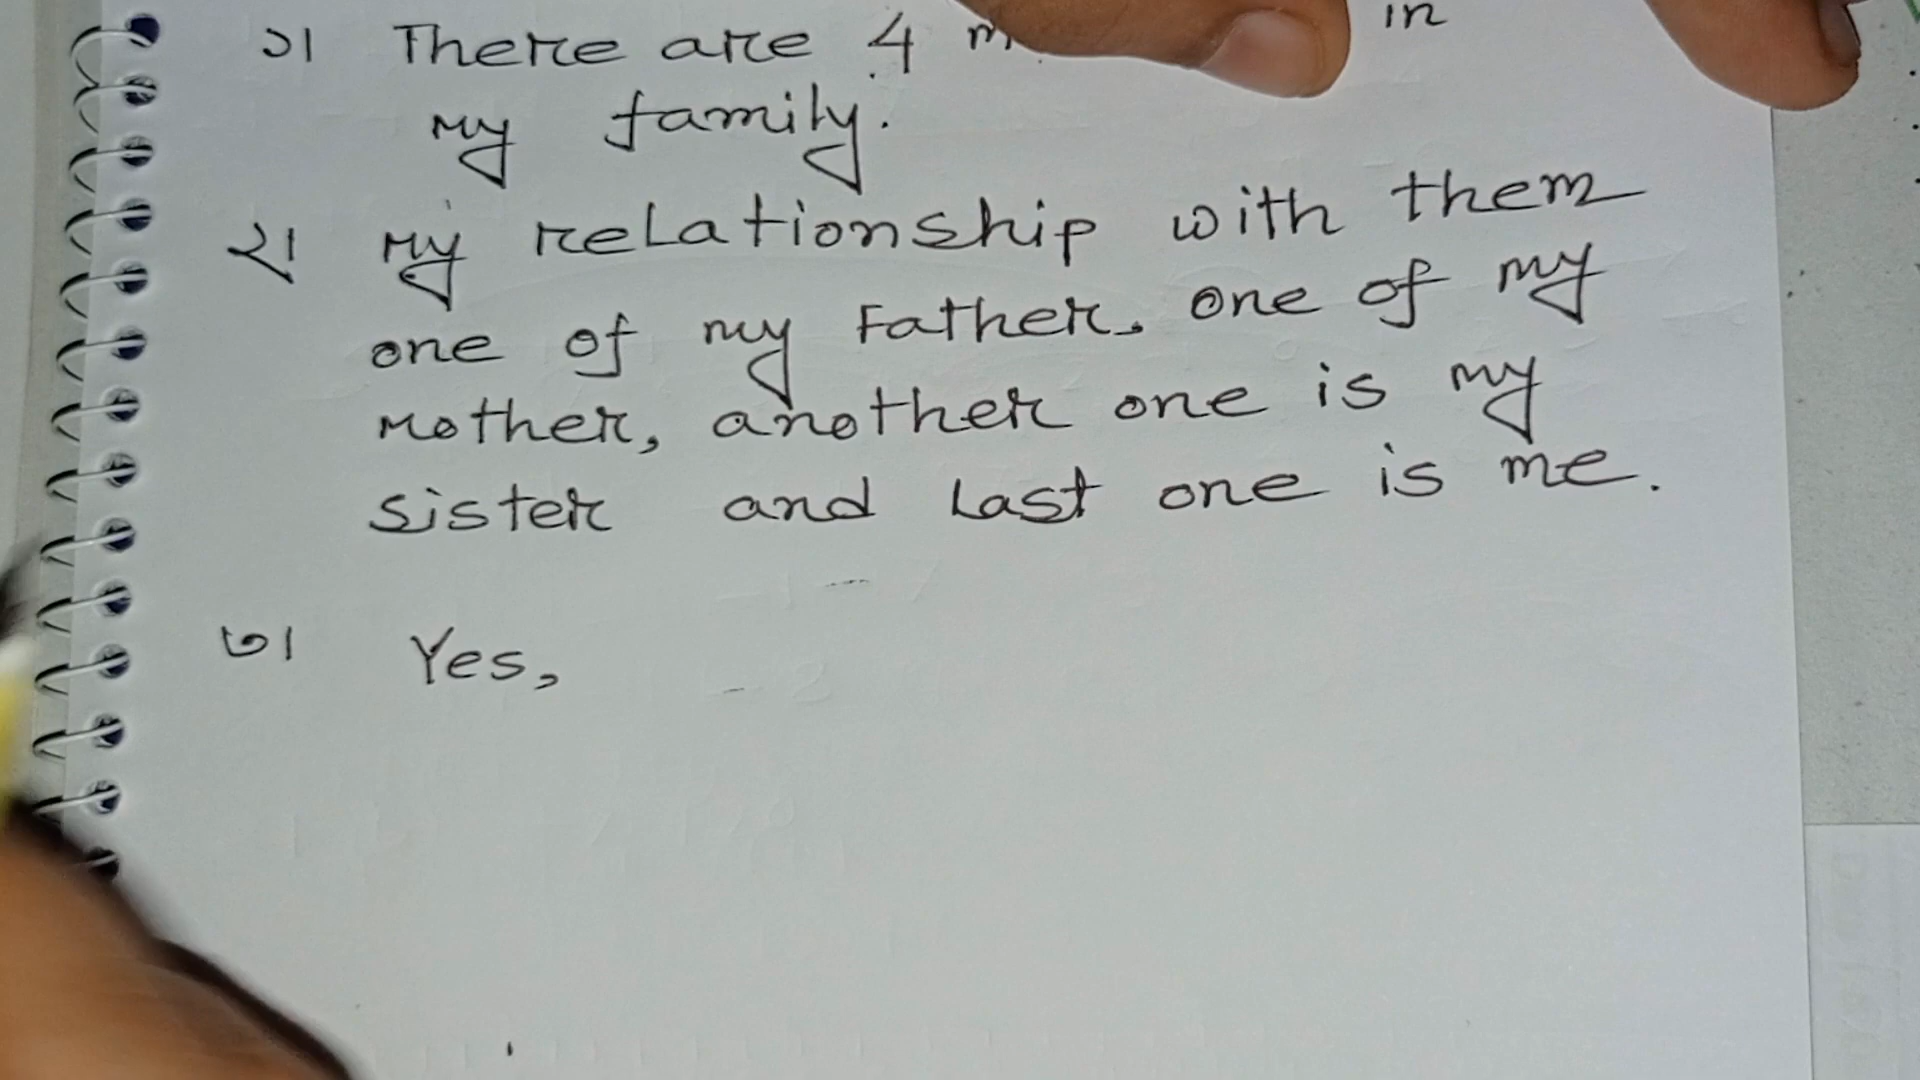 ১। There are 4 in
my family.
২। My relationship with them
one of my Father, one of my
Mother, another one is my
sister and Last one is me.
৩। Yes,